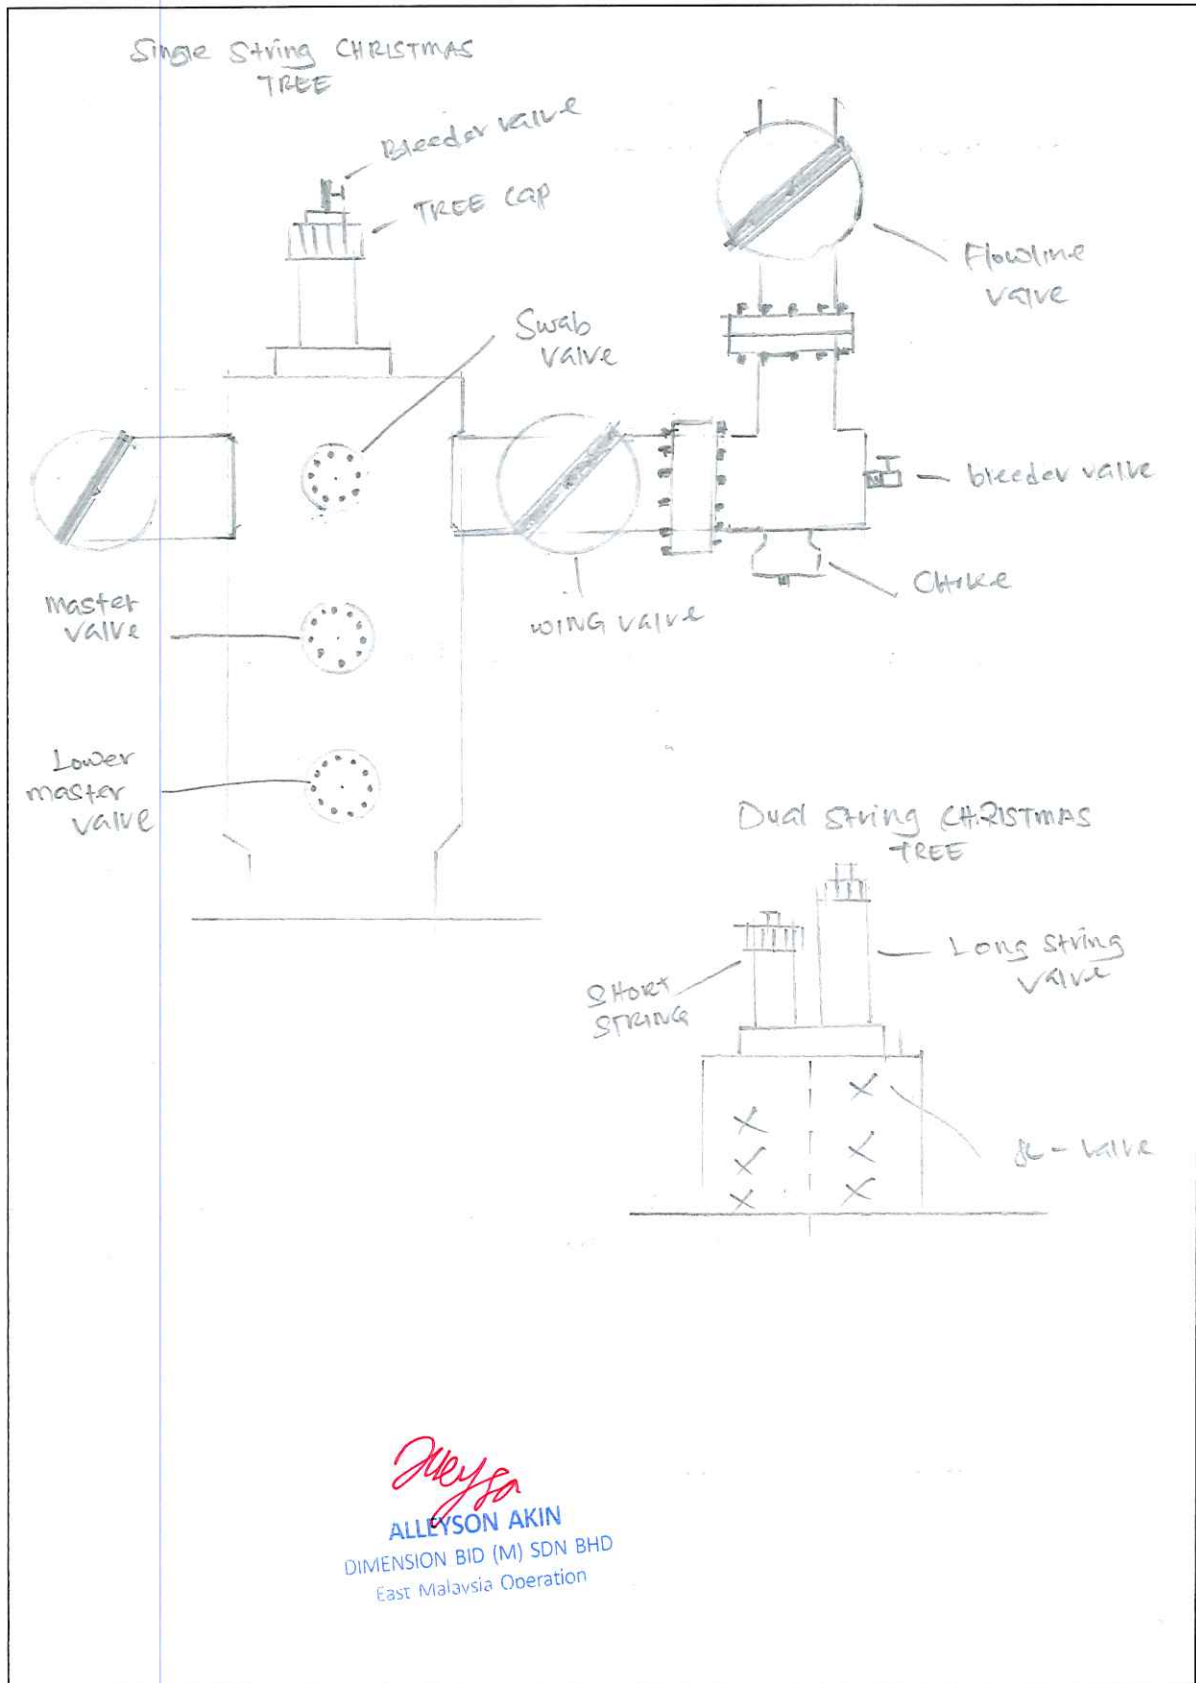 Single String CHRISTMAS
TREE
Bleeder valve
TREE Cap
Swab
valve
Flowline
valve
bleeder valve
Choke
WING valve
master
valve
Lower
master
valve
Dual String CHRISTMAS
TREE
Long String
valve
SHORT
STRING
valve
ALLEYSON AKIN
DIMENSION BID (M) SDN BHD
East Malaysia Operation